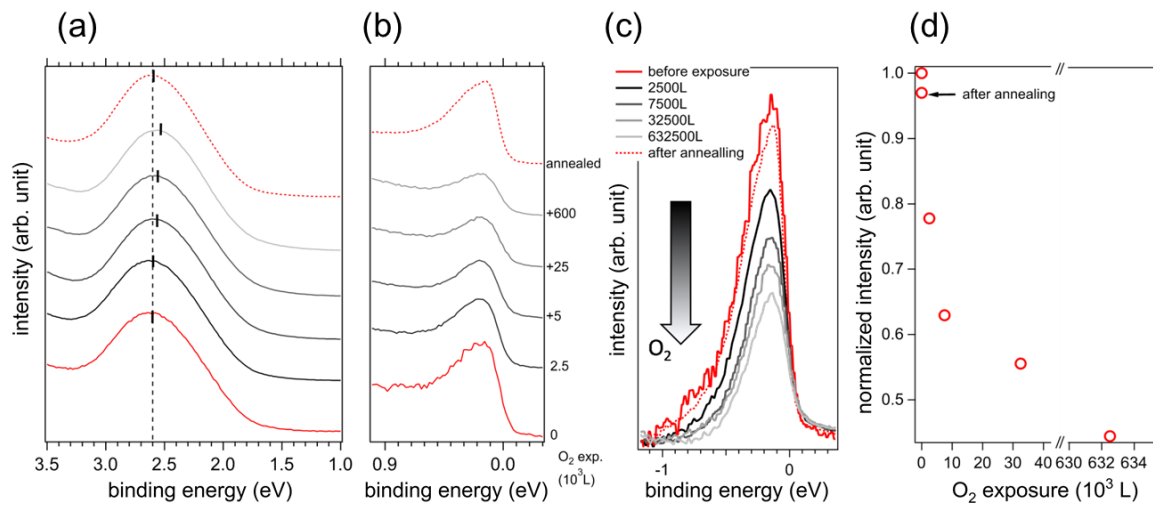 (a)
intensity (arb. unit)
3.5 3.0 2.5 2.0 1.5 1.0
binding energy (eV)
(b)
annealed
+600
+25
+5
2.5
0
O2 exp.
(10³L)
0.9 0.0
binding energy (eV)
(c)
before exposure
2500L
7500L
32500L
632500L
after annealling
O2
intensity (arb. unit)
-1 0
binding energy (eV)
(d)
1.0
0.9
0.8
0.7
0.6
0.5
after annealing
normalized intensity (arb. unit)
0 10 20 30 40 630 632 634
O2 exposure (10³ L)